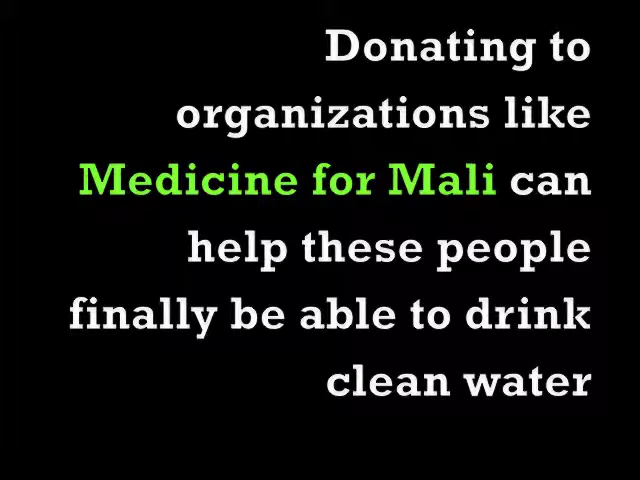 Donating to
organizations like
Medicine for Mali can
help these people
finally be able to drink
clean water